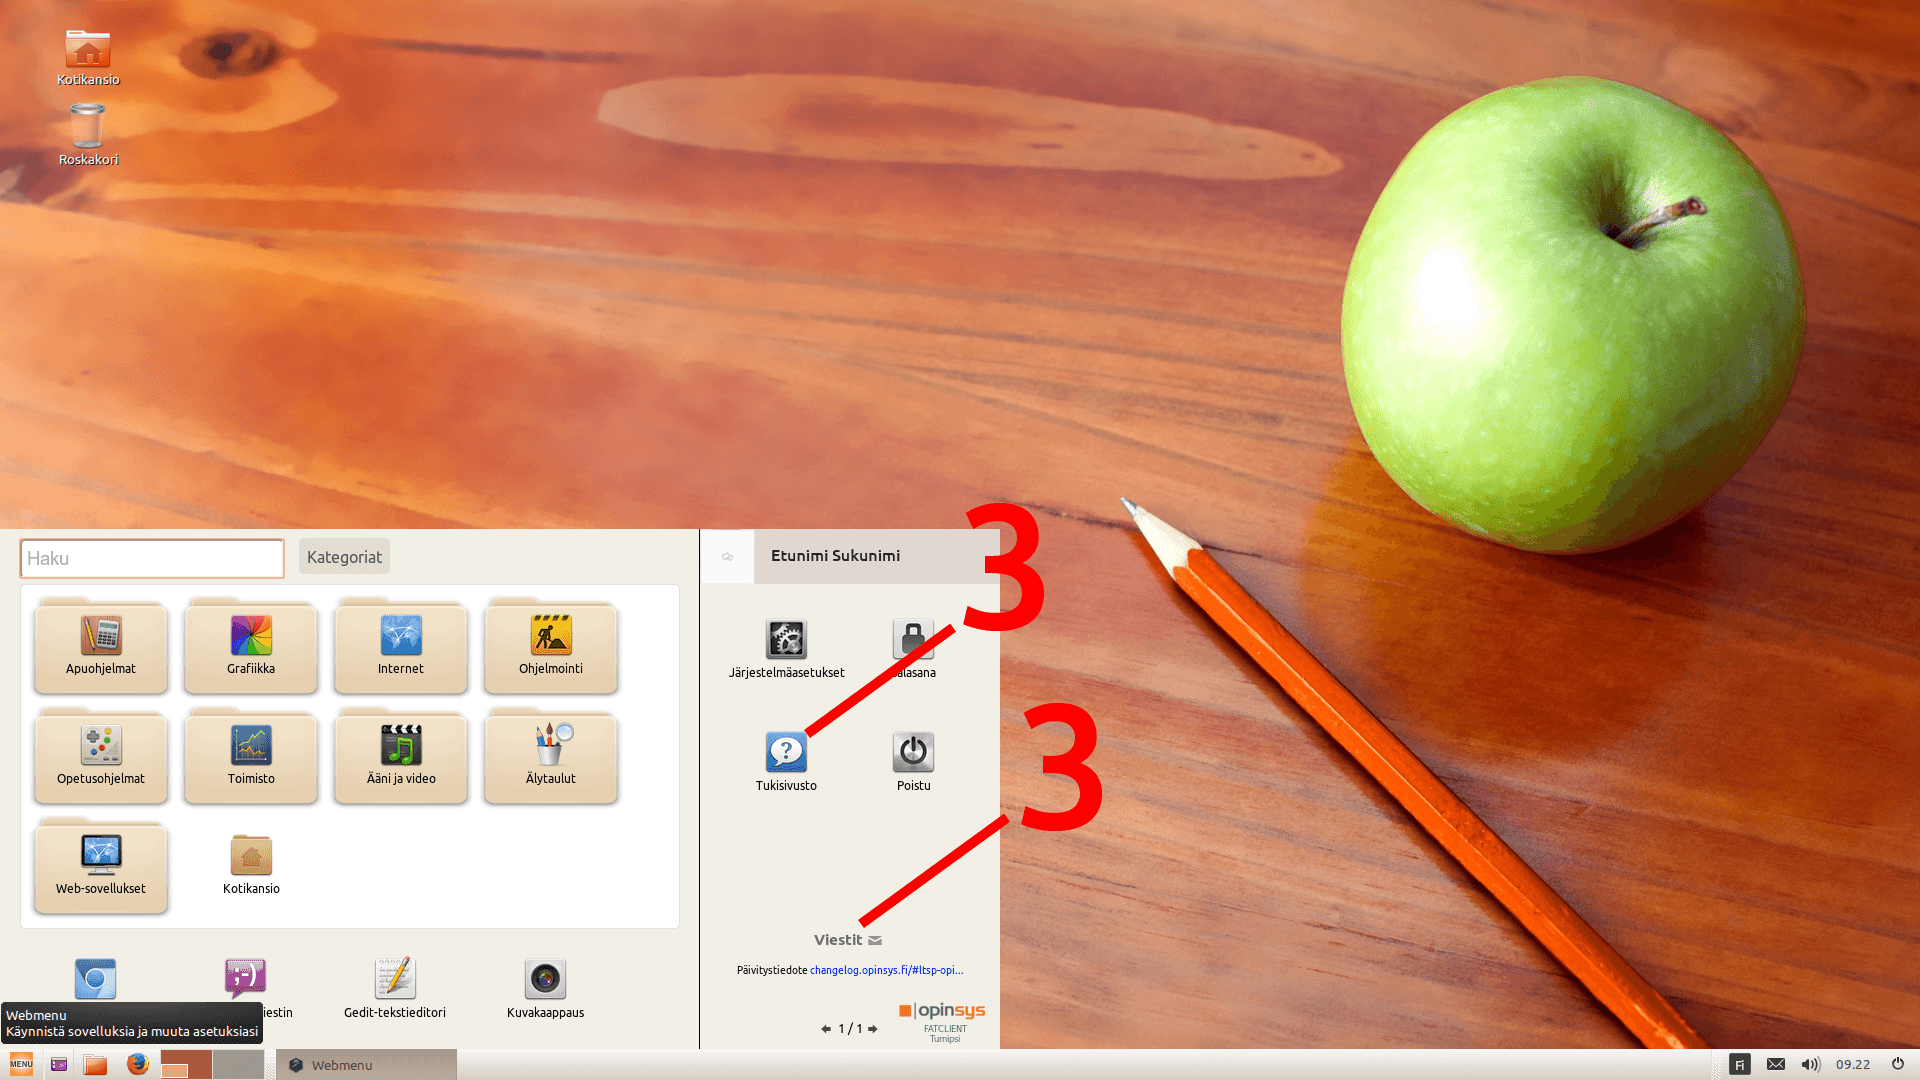 Kotikansio
Roskakori
Haku
Kategoriat
Apuohjelmat
Grafiikka
Internet
Ohjelmointi
Opetusohjelmat
Toimisto
Ääni ja video
Älytaulut
Web-sovellukset
Kotikansio
iestin
Gedit-tekstieditori
Kuvakaappaus
Webmenu
Käynnistä sovelluksia ja muuta asetuksiasi
Etunimi Sukunimi
3
Järjestelmäasetukset
alasana
Tukisivusto
Poistu
3
Viestit
Päivitystiedote changelog.opinsys.fi/#ltsp-opi...
opinsys
1 / 1
FATCLIENT
Tumipsi
MENU
Webmenu
Fi
09.22